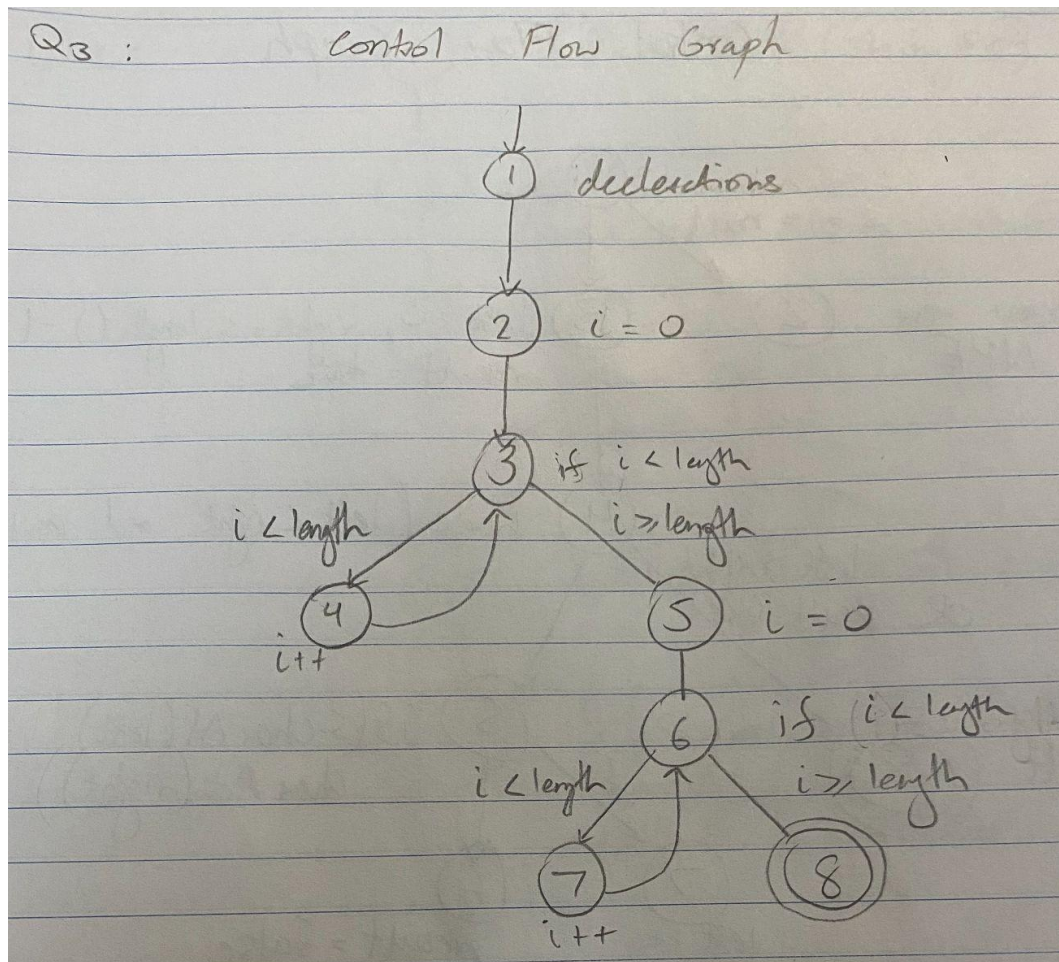 Q3 : Control Flow Graph
1 declerations
2 i = 0
3 if i < length
i < length i ≥ length
4 5 i = 0
i++
6 if i < length
i < length i ≥ length
7 8
i++